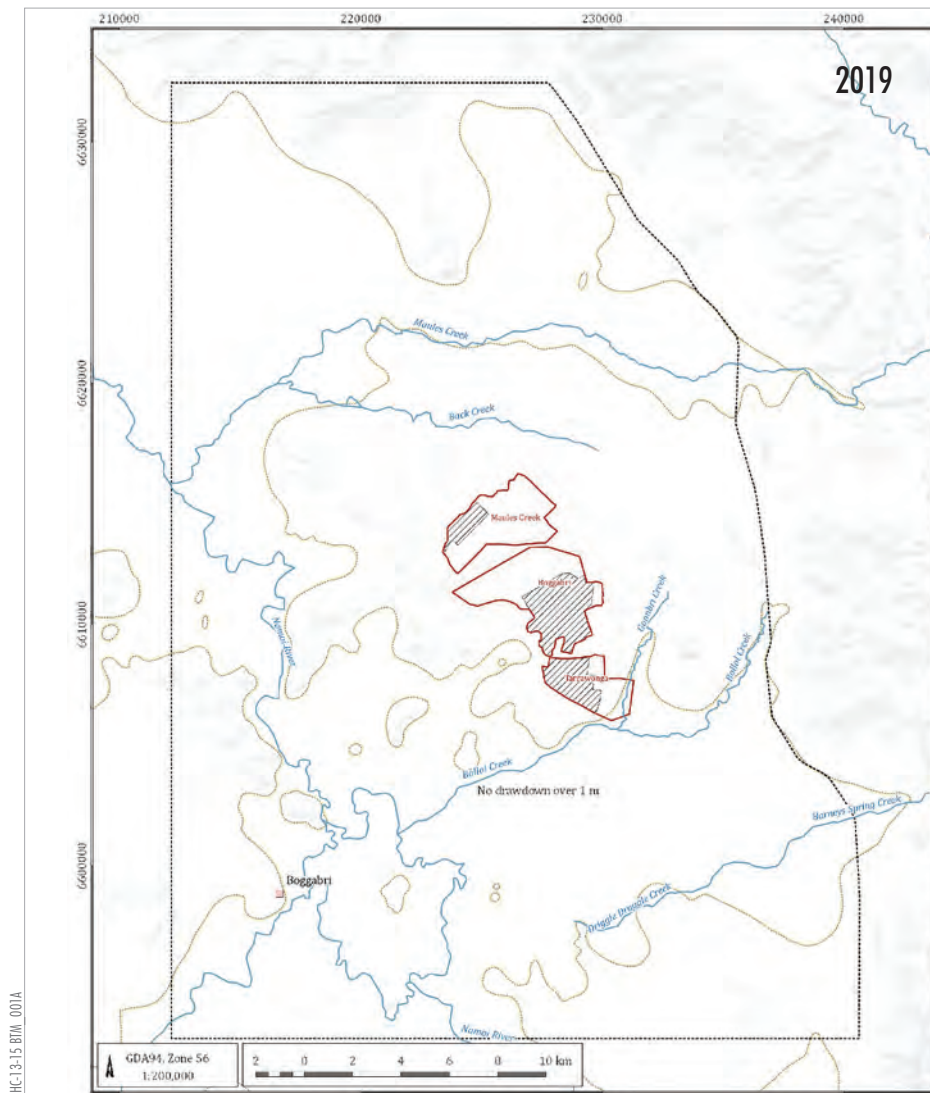 210000
220000
230000
240000
2019
6630000
Maules Creek
6620000
Back Creek
Maules Creek
Boggabri
6610000
Goonbri Creek
Namoi River
Bollol Creek
Tarrawonga
Bollol Creek
No drawdown over 1 m
Barneys Spring Creek
6600000
Boggabri
Driggle Draggle Creek
Namoi River
GDA94, Zone 56
1:200,000
2 0 2 4 6 8 10 km
HC-13-15 BTM_001A